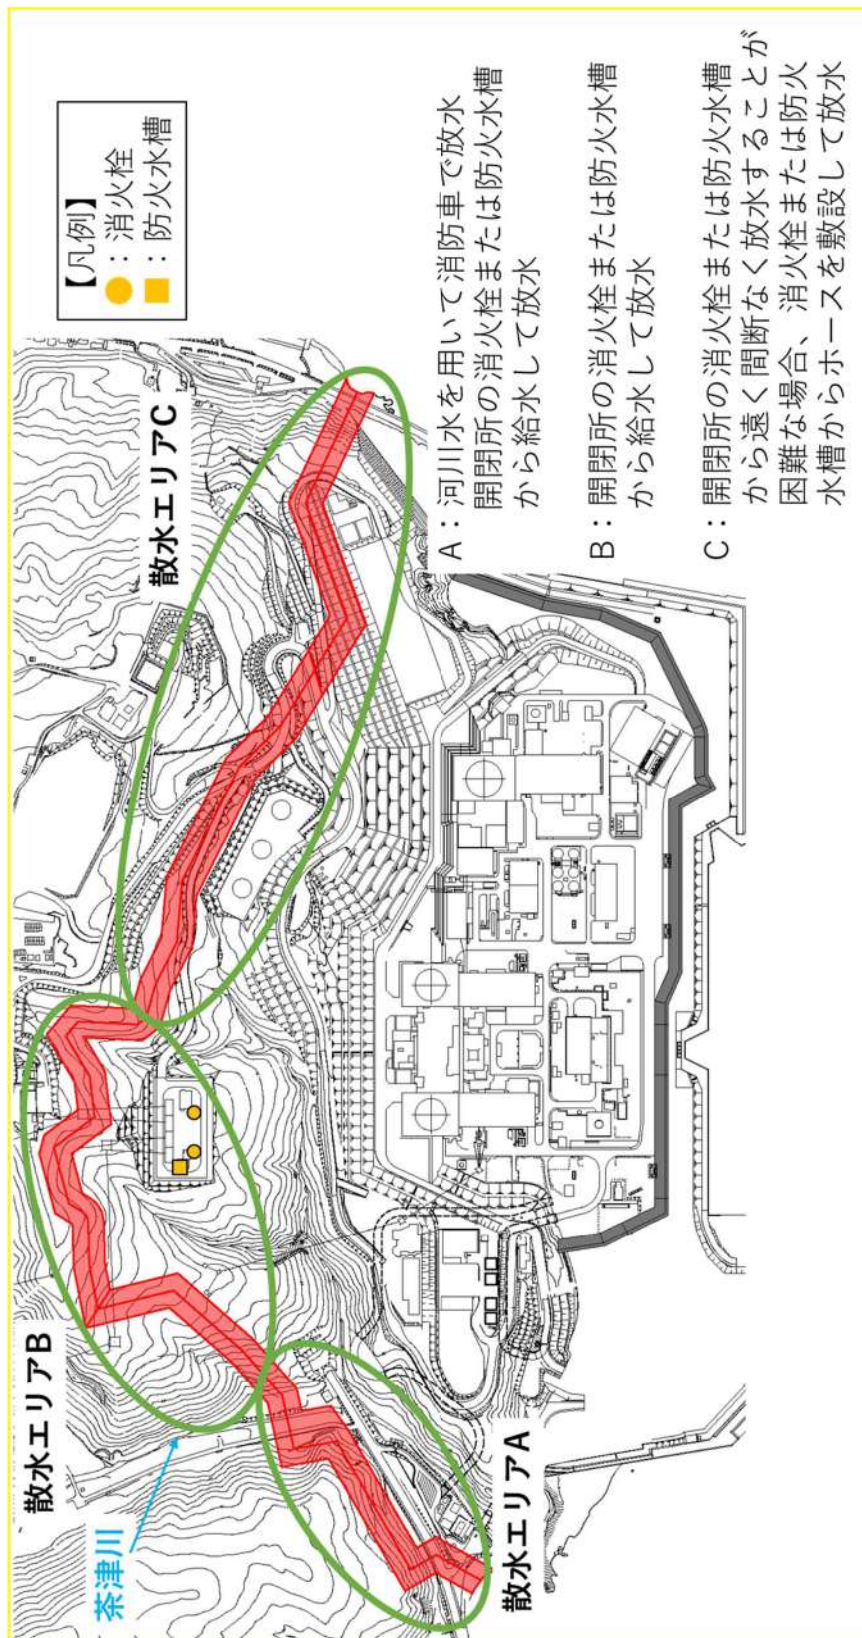 【凡例】
●：消火栓
■：防火水槽
散水エリアC
散水エリアB
茶津川
散水エリアA
A：河川水を用いて消防車で放水
開閉所の消火栓または防火水槽
から給水して放水
B：開閉所の消火栓または防火水槽
から給水して放水
C：開閉所の消火栓または防火水槽
から遠く間断なく放水することが
困難な場合、消火栓または防火
水槽からホースを敷設して放水